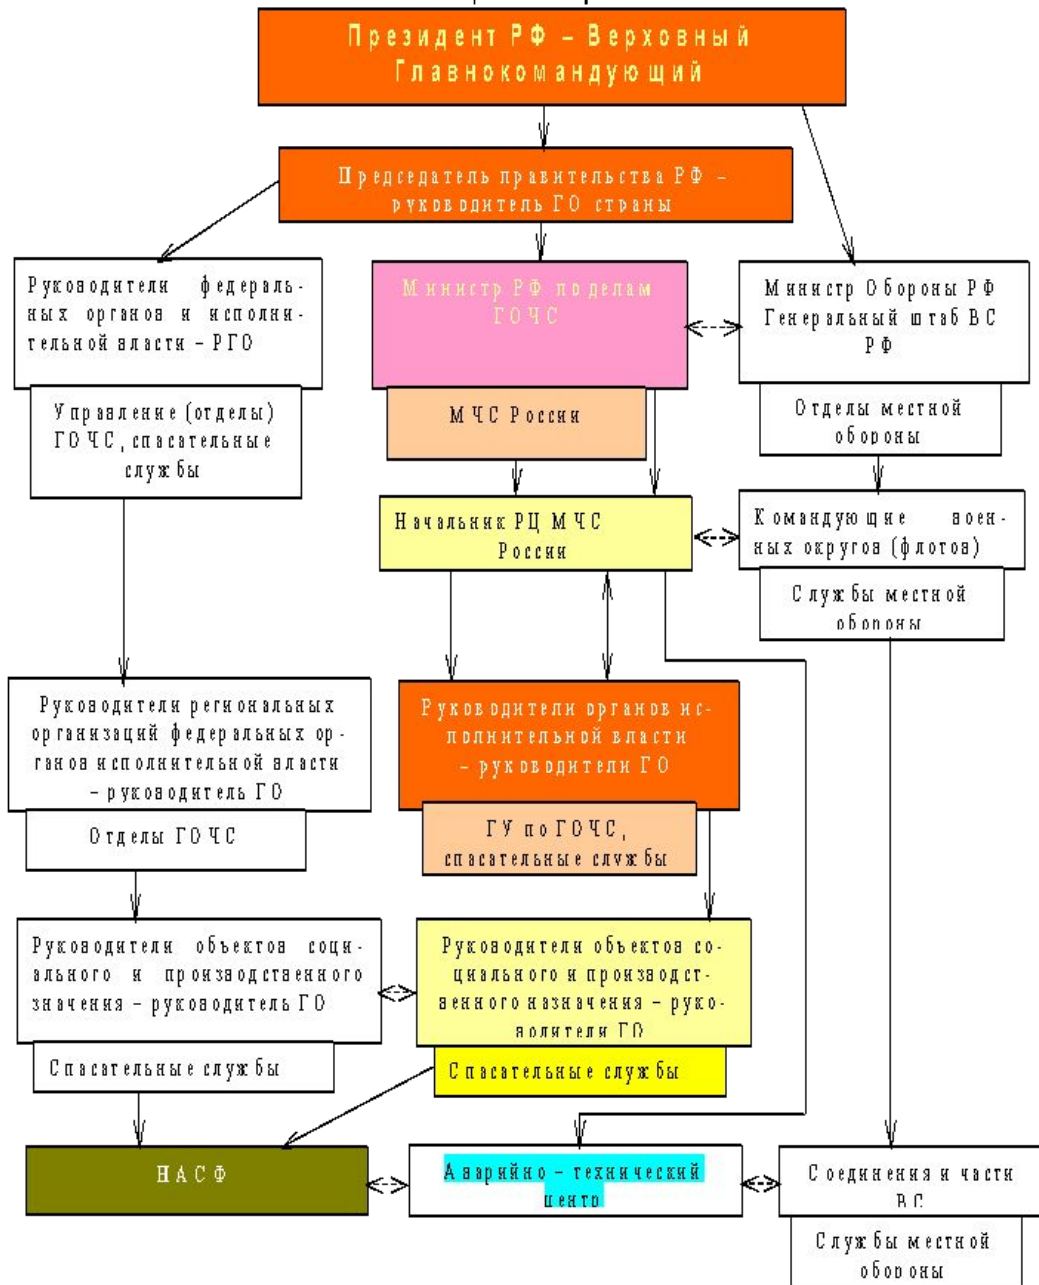 Президент РФ – Верховный
Главнокомандующий
Председатель правительства РФ –
руководитель ГО страны
Руководители федераль-
ных органов и исполни-
тельной власти – РГО
Министр РФ по делам
ГОЧС
Министр Обороны РФ
Генеральный штаб ВС
РФ
Управление (отделы)
ГОЧС, спасательные
службы
МЧС России
Отделы местной
обороны
Начальник РЦ МЧС
России
Командующие воен-
ных округов (флотов)
Службы местной
обороны
Руководители региональных
организаций федеральных ор-
ганов исполнительной власти
– руководитель ГО
Руководители органов ис-
полнительной власти
– руководители ГО
Отделы ГОЧС
ГУ по ГОЧС,
спасательные службы
Руководители объектов соци-
ального и производственного
значения – руководитель ГО
Руководители объектов со-
циального и производст-
венного назначения – руко-
водители ГО
Спасательные службы
Спасательные службы
НАСФ
Аварийно – технический
центр
Соединения и части
ВС
Службы местной
обороны